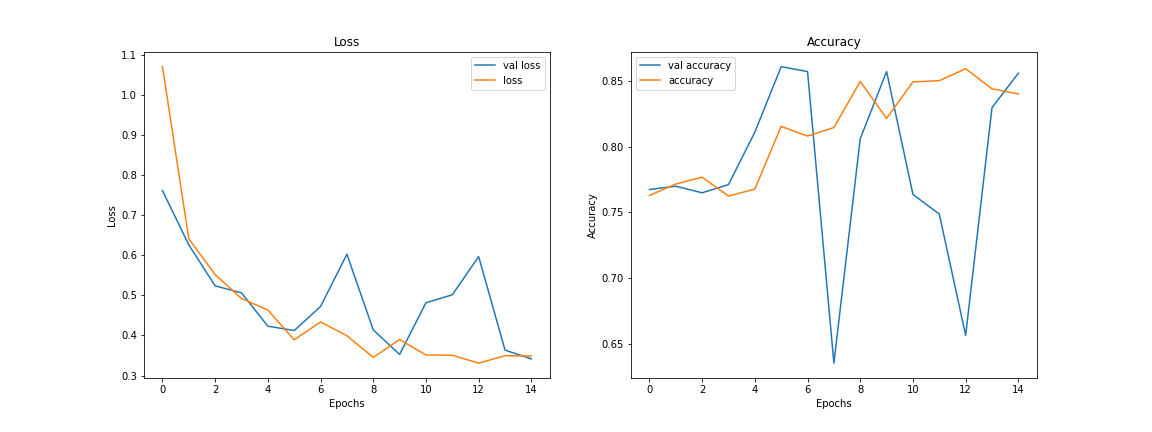 Loss
1.1
1.0
0.9
0.8
0.7
0.6
0.5
0.4
0.3
Loss
val loss
loss
0 2 4 6 8 10 12 14
Epochs
Accuracy
0.85
0.80
0.75
0.70
0.65
Accuracy
val accuracy
accuracy
0 2 4 6 8 10 12 14
Epochs